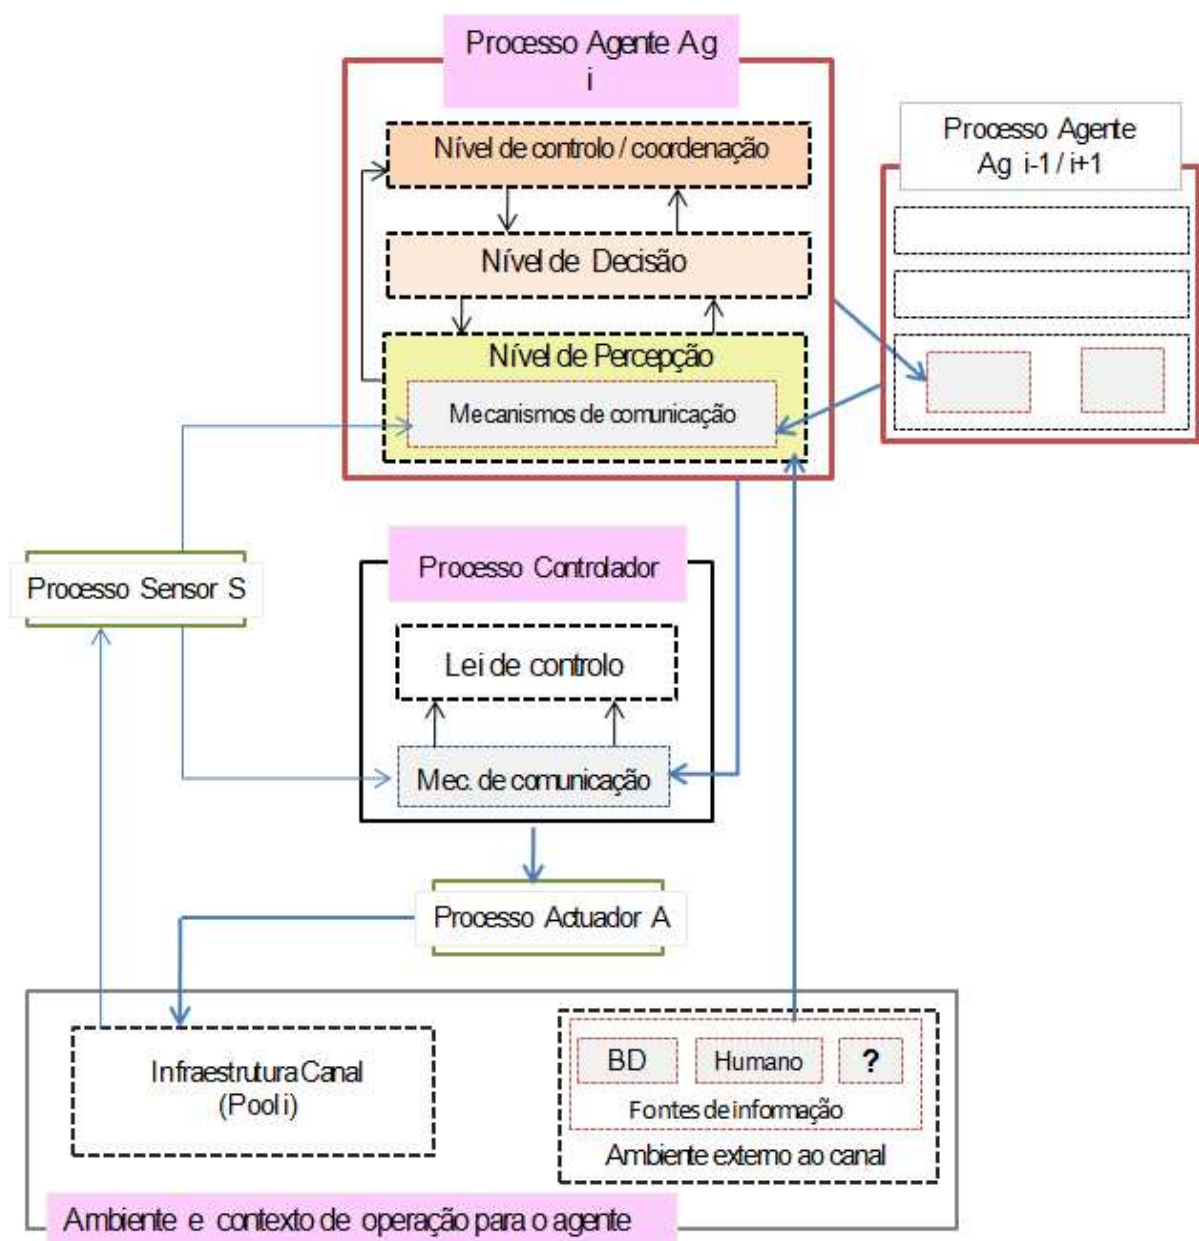 Processo Agente Ag
i
Nível de controlo / coordenação
Nível de Decisão
Nível de Percepção
Mecanismos de comunicação
Processo Agente
Ag i-1 / i+1
Processo Sensor S
Processo Controlador
Lei de controlo
Mec. de comunicação
Processo Actuador A
Infraestrutura Canal
(Pool i)
BD
Humano
?
Fontes de informação
Ambiente externo ao canal
Ambiente e contexto de operação para o agente